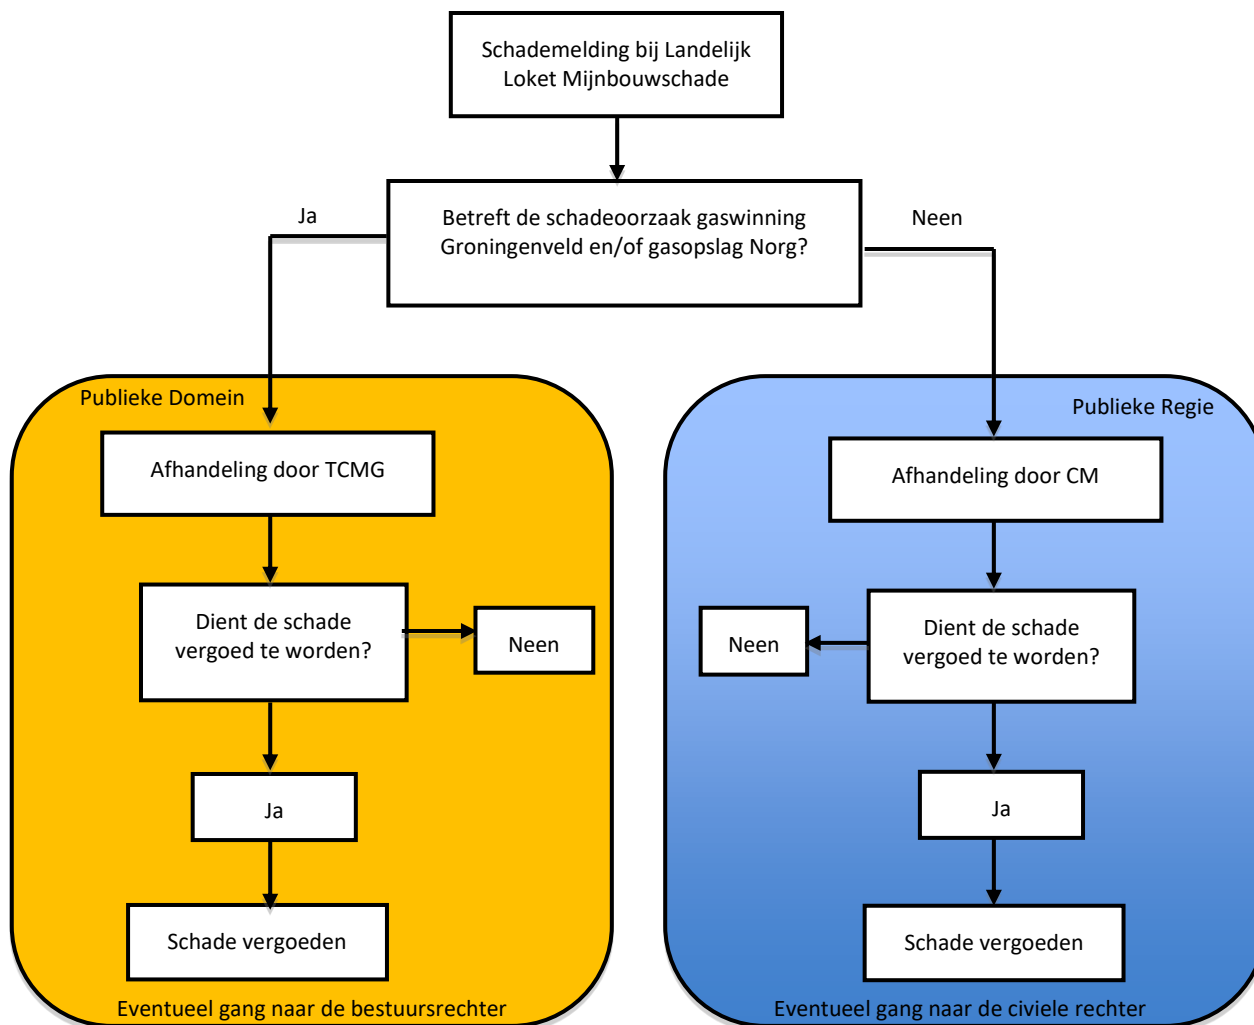 Schademelding bij Landelijk
Loket Mijnbouwschade
Ja
Betreft de schadeoorzaak gaswinning
Groningenveld en/of gasopslag Norg?
Neen
Publieke Domein
Afhandeling door TCMG
Dient de schade
vergoed te worden?
Neen
Ja
Schade vergoeden
Eventueel gang naar de bestuursrechter
Publieke Regie
Afhandeling door CM
Dient de schade
vergoed te worden?
Neen
Ja
Schade vergoeden
Eventueel gang naar de civiele rechter